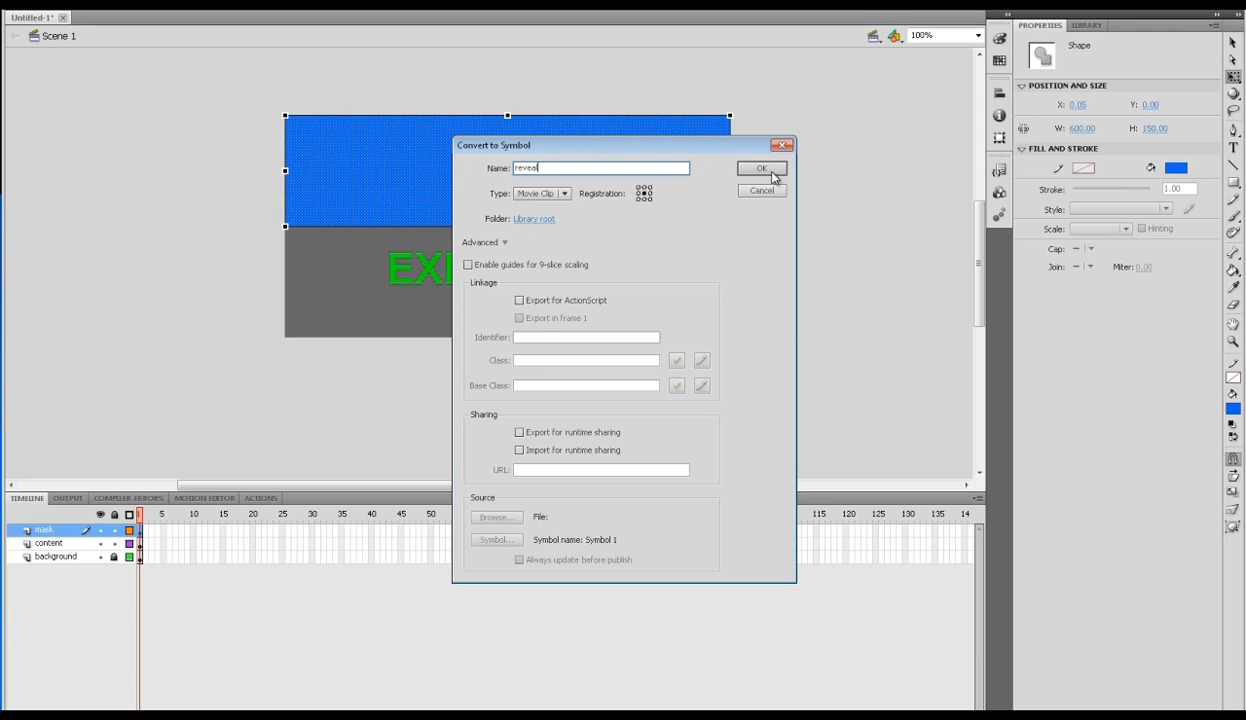 Untitled-1*
Scene 1
100%
PROPERTIES LIBRARY
Shape
POSITION AND SIZE
X: 0.05 Y: 0.00
W: 600.00 H: 150.00
FILL AND STROKE
Stroke: 1.00
Style:
Scale: Hinting
Cap:
Join: Miter: 0.00
Convert to Symbol
Name: reveal
OK
Type: Movie Clip Registration:
Cancel
Folder: Library root
Advanced
Enable guides for 9-slice scaling
Linkage
Export for ActionScript
Export in frame 1
Identifier:
Class:
Base Class:
Sharing
Export for runtime sharing
Import for runtime sharing
URL:
Source
Browse... File:
Symbol... Symbol name: Symbol 1
Always update before publish
TIMELINE OUTPUT COMPILER ERRORS MOTION EDITOR ACTIONS
1 5 10 15 20 25 30 35 40 45 50 115 120 125 130 135 14
mask
content
background